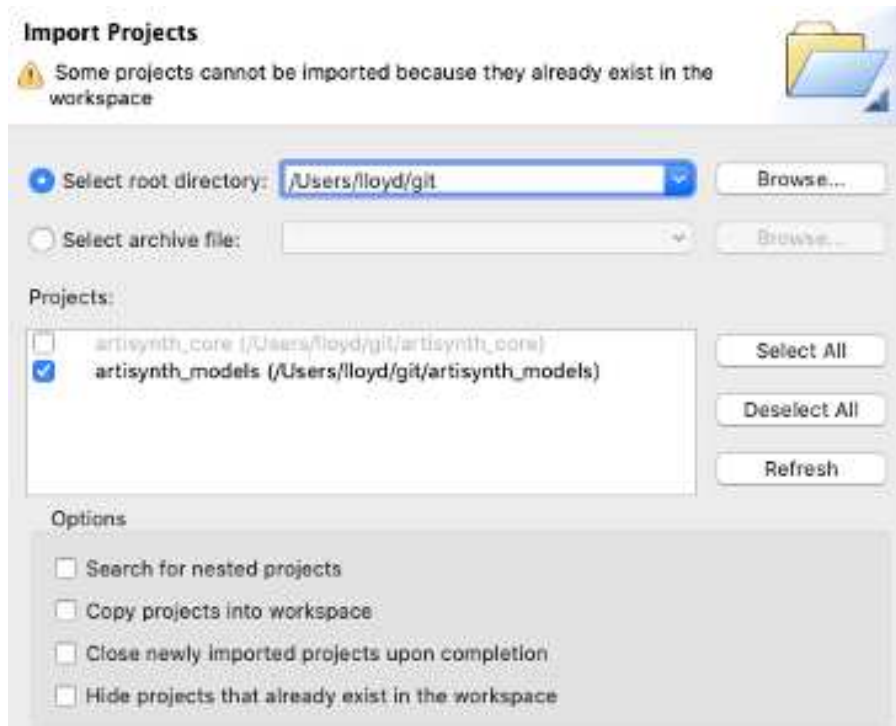 Import Projects
Some projects cannot be imported because they already exist in the
workspace
Select root directory: /Users/lloyd/git Browse...
Select archive file: Browse...
Projects:
artisynth_core (/Users/lloyd/git/artisynth_core)
artisynth_models (/Users/lloyd/git/artisynth_models)
Select All
Deselect All
Refresh
Options
Search for nested projects
Copy projects into workspace
Close newly imported projects upon completion
Hide projects that already exist in the workspace